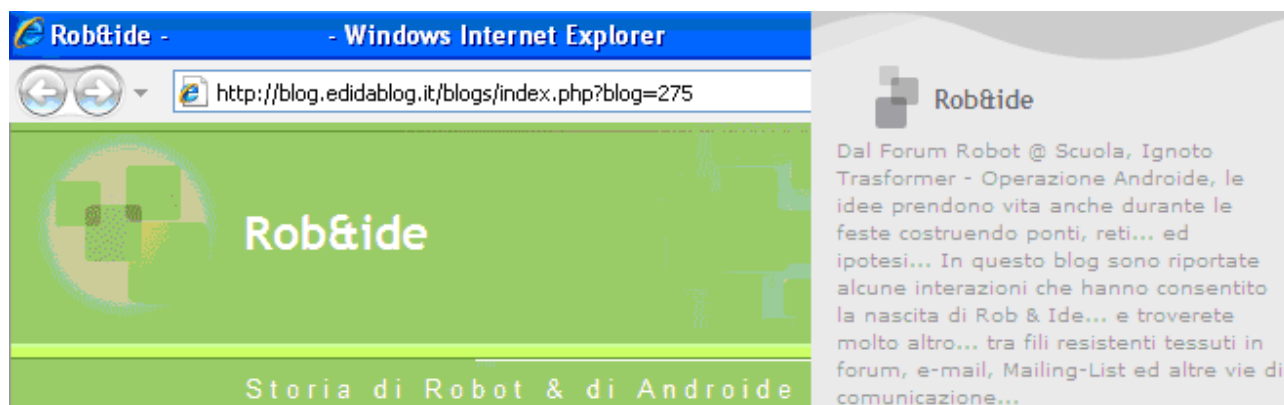 Rob&ide - - Windows Internet Explorer
http://blog.edidablog.it/blogs/index.php?blog=275
Rob&ide
Storia di Robot & di Androide
Rob&ide
Dal Forum Robot @ Scuola, Ignoto
Trasformer - Operazione Androide, le
idee prendono vita anche durante le
feste costruendo ponti, reti... ed
ipotesi... In questo blog sono riportate
alcune interazioni che hanno consentito
la nascita di Rob & Ide... e troverete
molto altro... tra fili resistenti tessuti in
forum, e-mail, Mailing-List ed altre vie di
comunicazione...